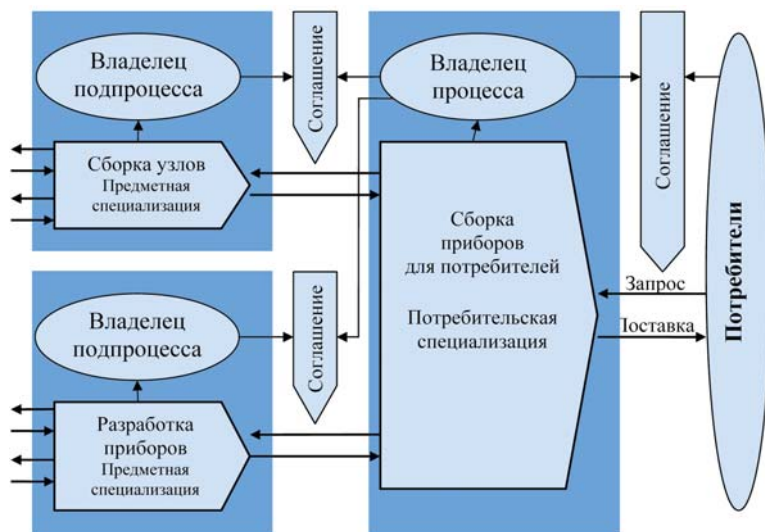 Владелец
подпроцесса
Соглашение
Владелец
процесса
Соглашение
Потребители
Сборка узлов
Предметная
специализация
Сборка
приборов
для потребителей
Потребительская
специализация
Запрос
Поставка
Владелец
подпроцесса
Соглашение
Разработка
приборов
Предметная
специализация